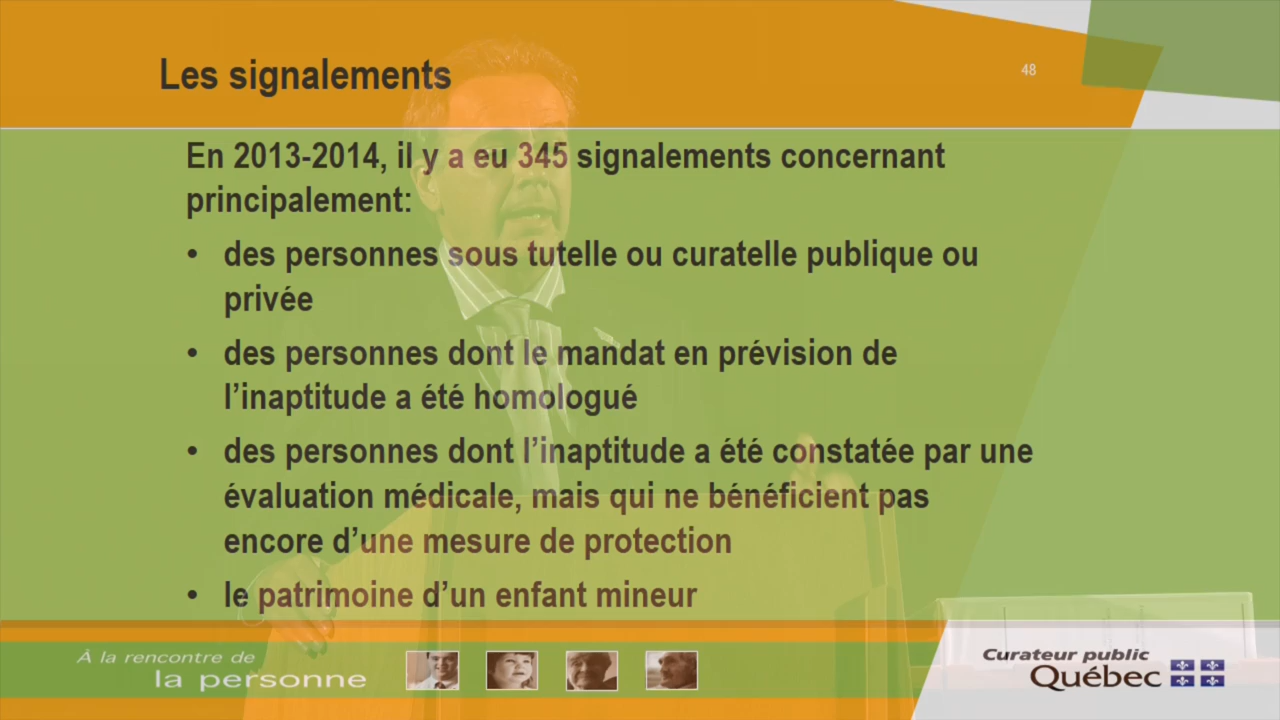 Les signalements
48
En 2013-2014, il y a eu 345 signalements concernant
principalement:
• des personnes sous tutelle ou curatelle publique ou
privée
• des personnes dont le mandat en prévision de
l’inaptitude a été homologué
• des personnes dont l’inaptitude a été constatée par une
évaluation médicale, mais qui ne bénéficient pas
encore d’une mesure de protection
• le patrimoine d’un enfant mineur
À la rencontre de
la personne
Curateur public
Québec